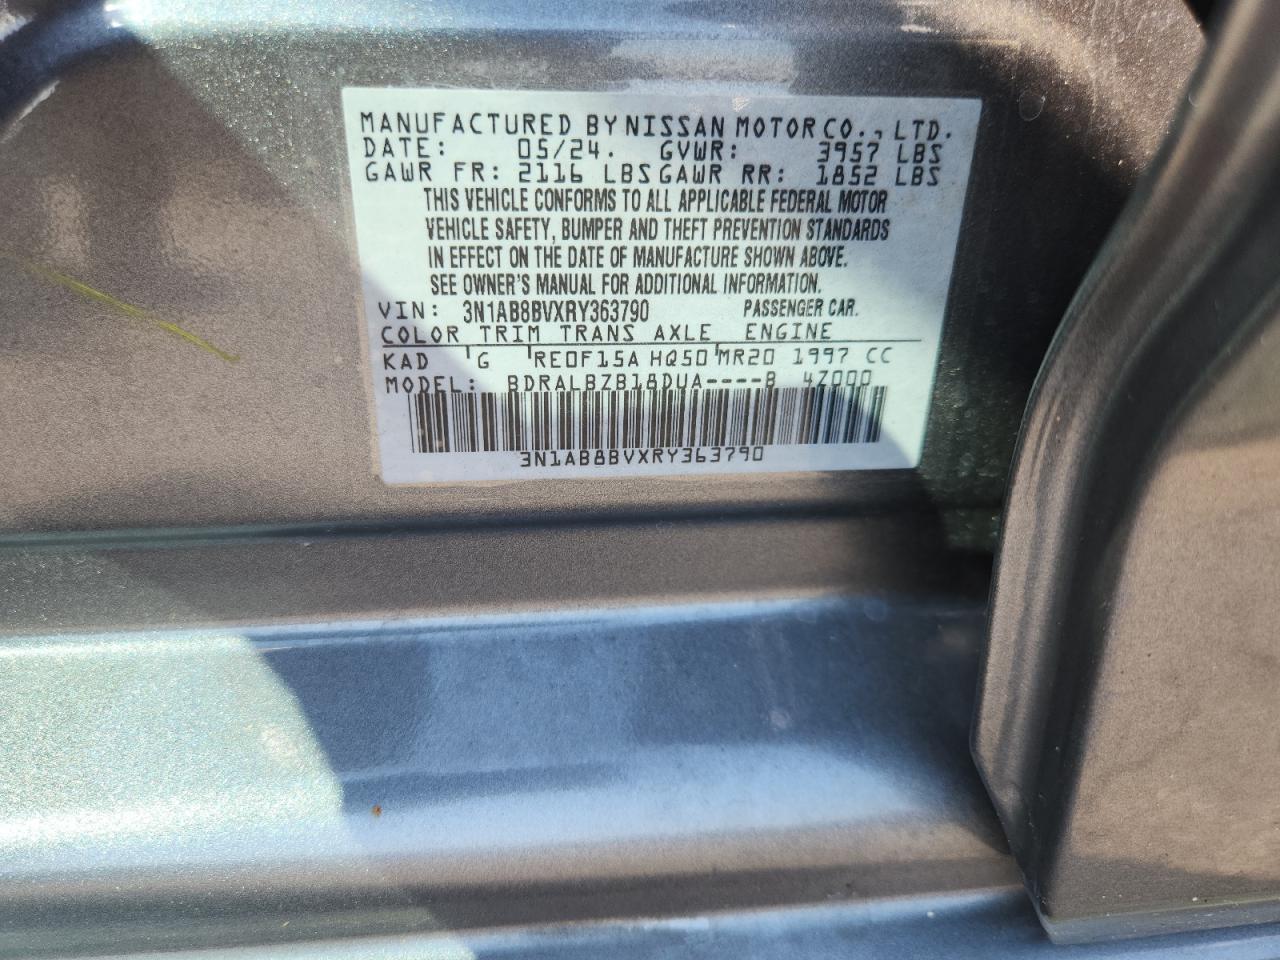 MANUFACTURED BY NISSAN MOTOR CO., LTD.
DATE: 05/24. GVWR: 3957 LBS
GAWR FR: 2116 LBS GAWR RR: 1852 LBS
THIS VEHICLE CONFORMS TO ALL APPLICABLE FEDERAL MOTOR
VEHICLE SAFETY, BUMPER AND THEFT PREVENTION STANDARDS
IN EFFECT ON THE DATE OF MANUFACTURE SHOWN ABOVE.
SEE OWNER'S MANUAL FOR ADDITIONAL INFORMATION.
VIN: 3N1AB8BVXRY363790 PASSENGER CAR.
COLOR TRIM TRANS AXLE ENGINE
KAD G RE0F15A HQ50 MR20 1997 CC
MODEL: BDRALBZB18DUA----B 4Z000
3N1AB8BVXRY363790